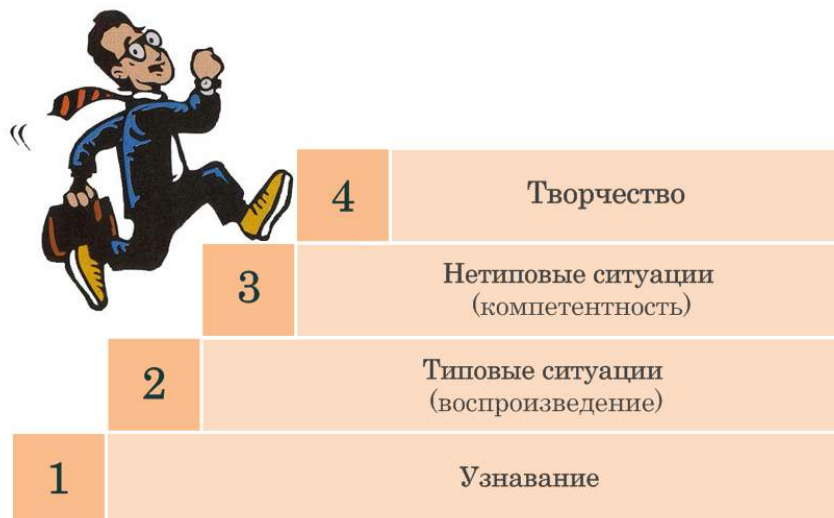 4 Творчество
3 Нетиповые ситуации
(компетентность)
2 Типовые ситуации
(воспроизведение)
1 Узнавание